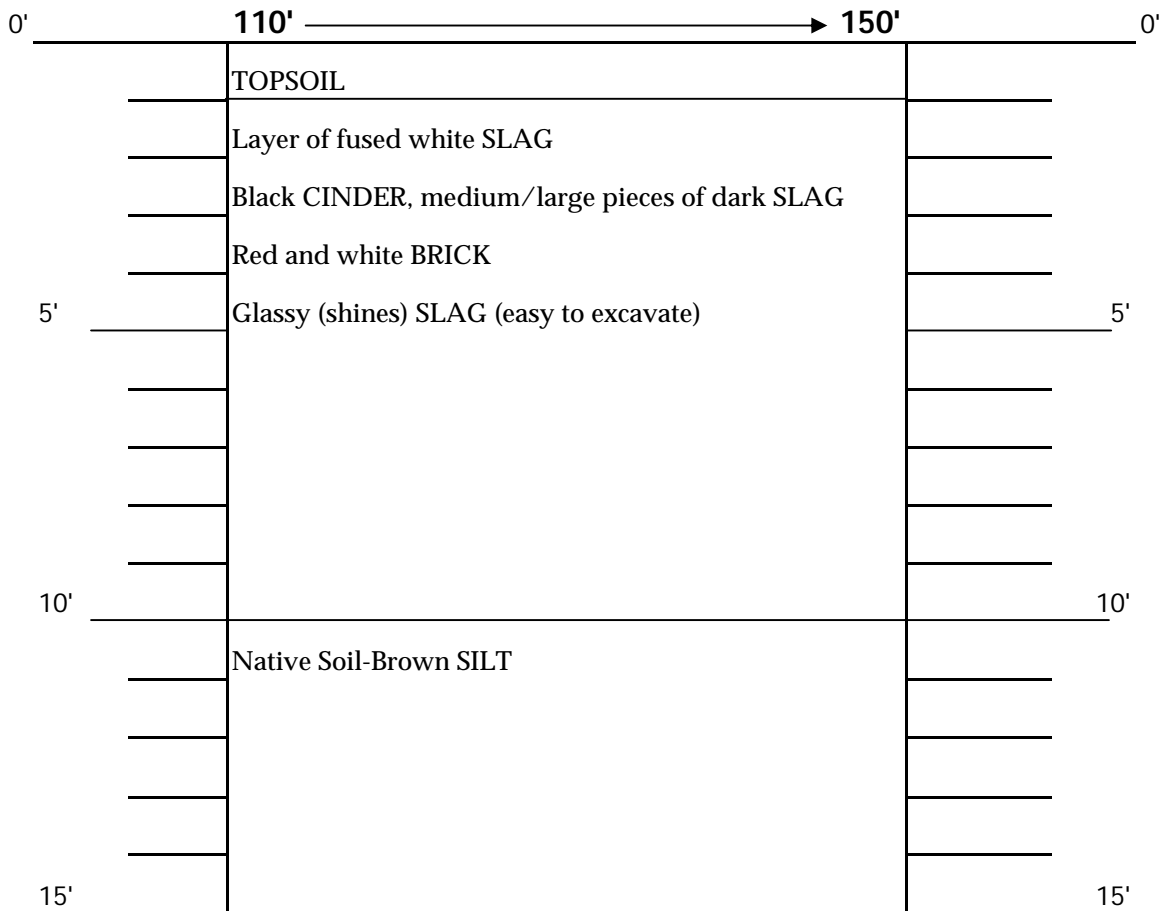 0' 110' 150' 0'
TOPSOIL
Layer of fused white SLAG
Black CINDER, medium/large pieces of dark SLAG
Red and white BRICK
5' Glassy (shines) SLAG (easy to excavate) 5'
10' 10'
Native Soil-Brown SILT
15' 15'